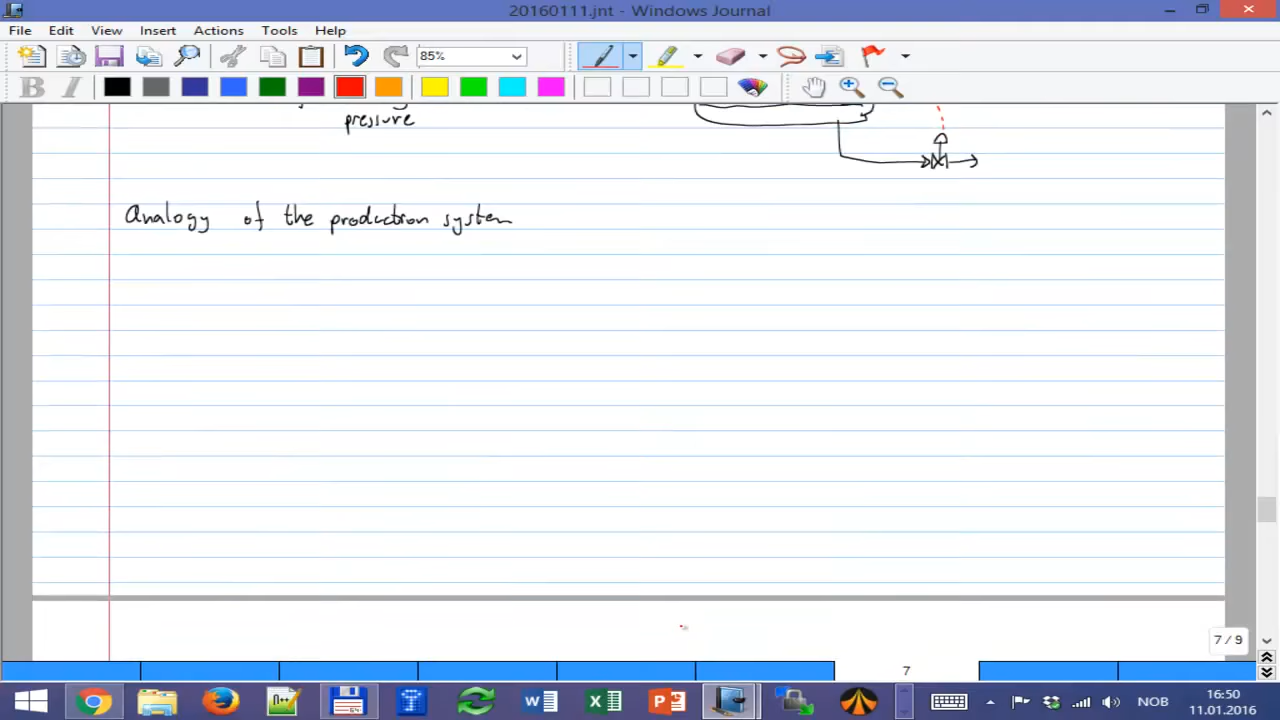 20160111.jnt - Windows Journal
File Edit View Insert Actions Tools Help
85%
B I
pressure
Analogy of the production system
7 / 9
7
NOB
16:50
11.01.2016